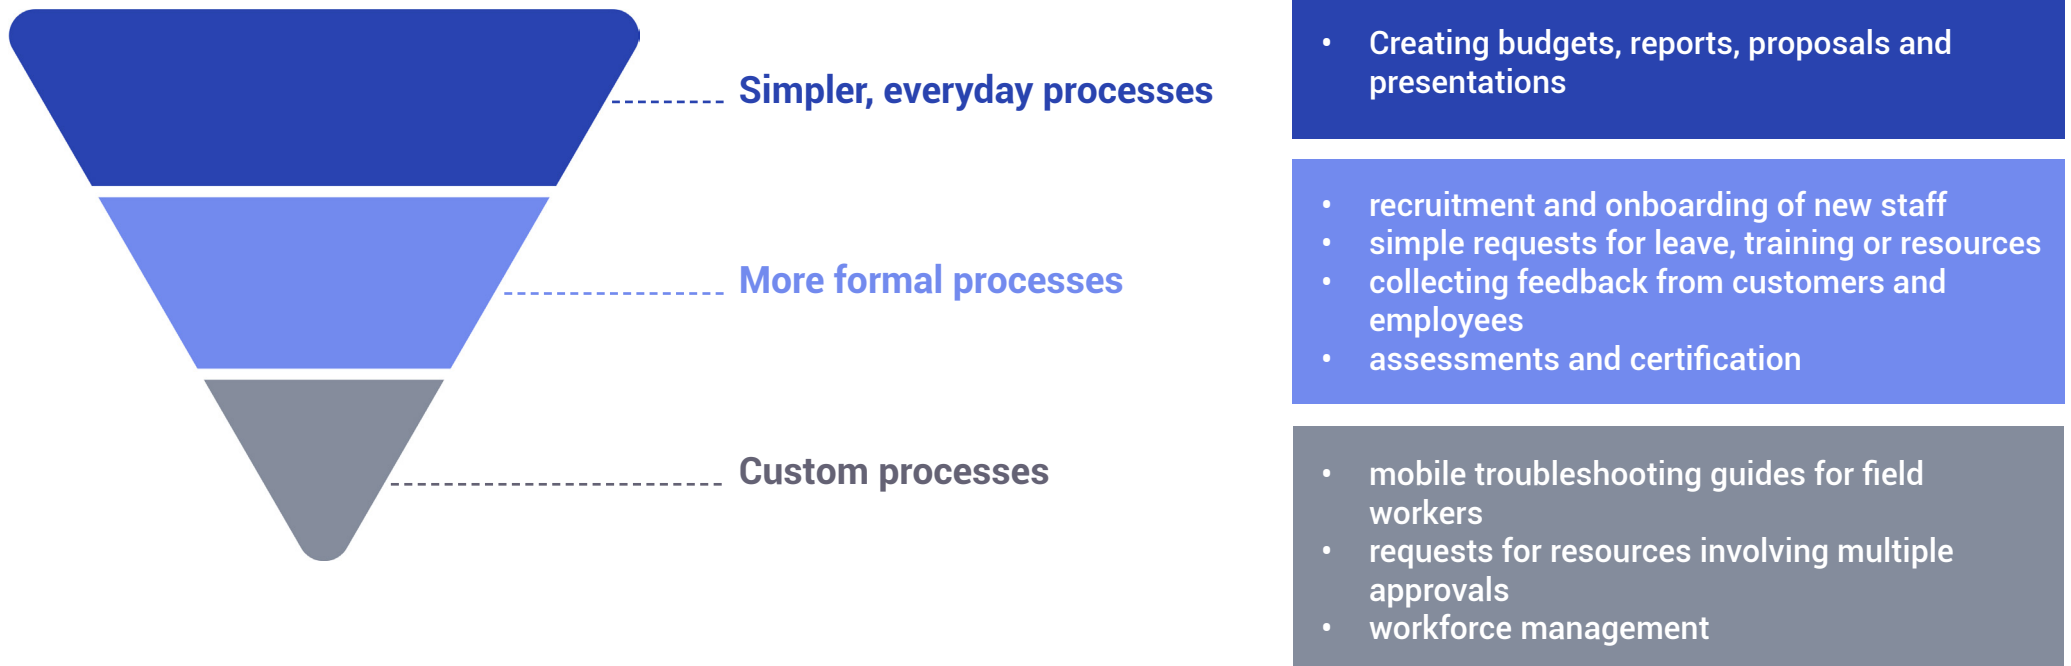 Simpler, everyday processes
• Creating budgets, reports, proposals and
presentations
More formal processes
• recruitment and onboarding of new staff
• simple requests for leave, training or resources
• collecting feedback from customers and
employees
• assessments and certification
Custom processes
• mobile troubleshooting guides for field
workers
• requests for resources involving multiple
approvals
• workforce management